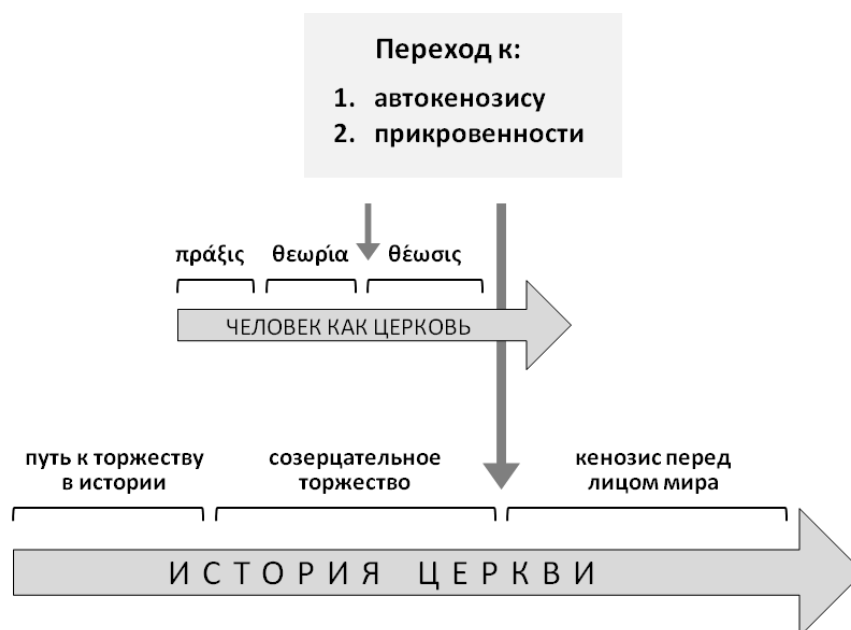 Переход к:
1. автокенозису
2. прикровенности
πράξις θεωρία θέωσις
ЧЕЛОВЕК КАК ЦЕРКОВЬ
путь к торжеству
в истории
созерцательное
торжество
кенозис перед
лицом мира
ИСТОРИЯ ЦЕРКВИ